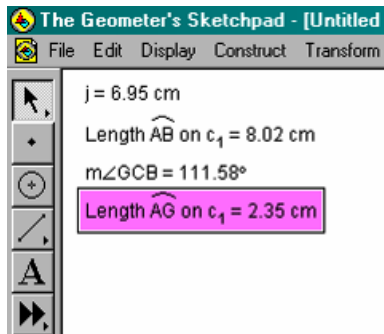 The Geometer's Sketchpad - [Untitled
File Edit Display Construct Transform
j = 6.95 cm
Length AB on c₁ = 8.02 cm
m∠GCB = 111.58°
Length AG on c₁ = 2.35 cm
A